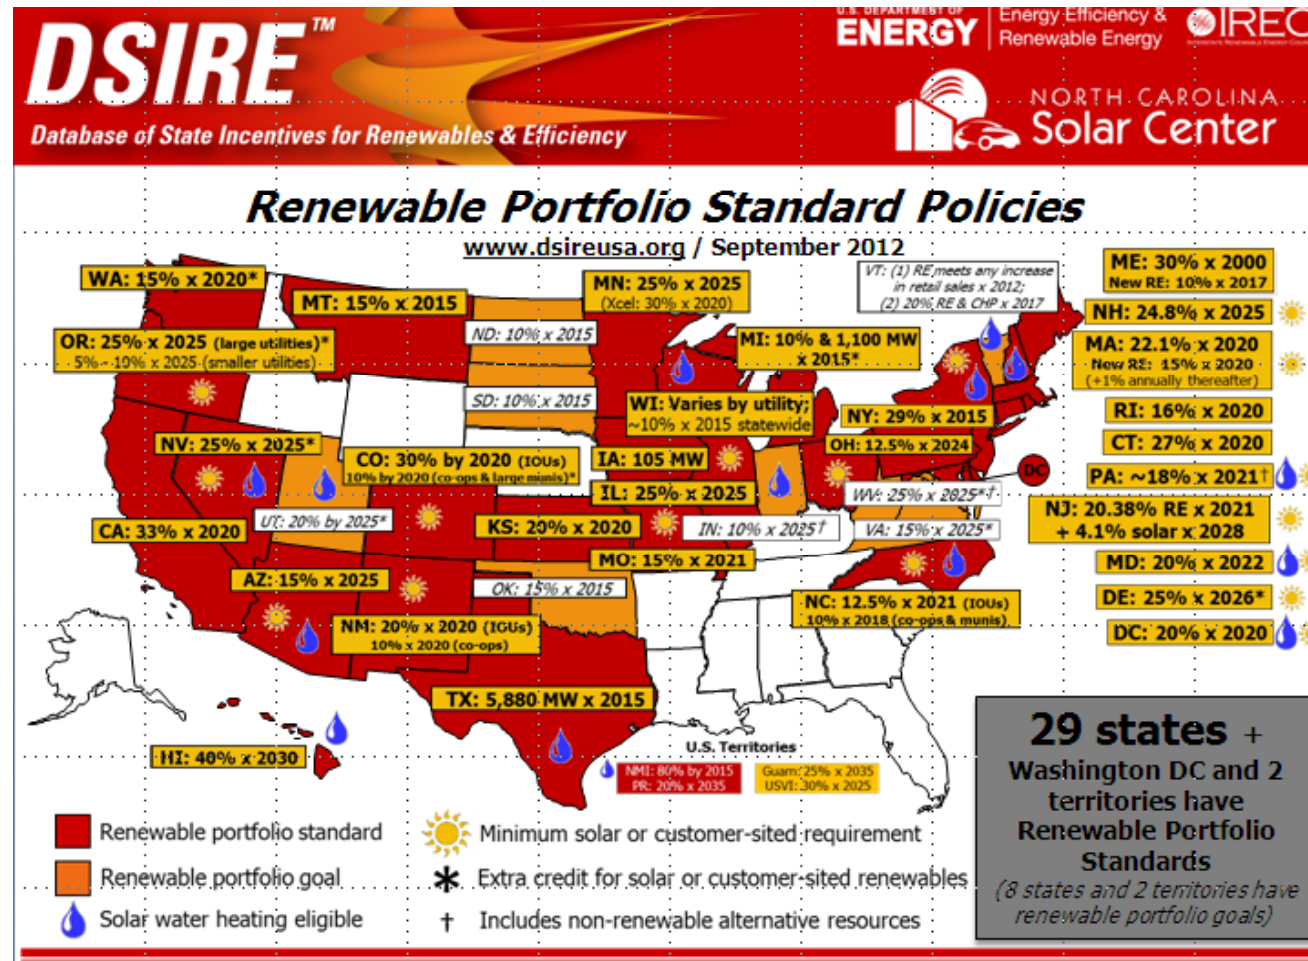 DSIRE™
Database of State Incentives for Renewables & Efficiency
U.S. DEPARTMENT OF
ENERGY
Energy Efficiency &
Renewable Energy
IREC
NORTH CAROLINA
Solar Center
Renewable Portfolio Standard Policies
www.dsireusa.org / September 2012
WA: 15% x 2020*
OR: 25% x 2025 (large utilities)*
5% - 10% x 2025 (smaller utilities)
MT: 15% x 2015
ND: 10% x 2015
SD: 10% x 2015
MN: 25% x 2025
(Xcel: 30% x 2020)
MI: 10% & 1,100 MW
x 2015*
WI: Varies by utility;
~10% x 2015 statewide
VT: (1) RE meets any increase
in retail sales x 2012;
(2) 20% RE & CHP x 2017
NY: 29% x 2015
OH: 12.5% x 2024
NV: 25% x 2025*
CO: 30% by 2020 (IOUs)
10% by 2020 (co-ops & large munis)*
IA: 105 MW
IL: 25% x 2025
DC
WV: 25% x 2025*†
CA: 33% x 2020
UT: 20% by 2025*
KS: 20% x 2020
IN: 10% x 2025†
VA: 15% x 2025*
MO: 15% x 2021
AZ: 15% x 2025
OK: 15% x 2015
NM: 20% x 2020 (IOUs)
10% x 2020 (co-ops)
NC: 12.5% x 2021 (IOUs)
10% x 2018 (co-ops & munis)
TX: 5,880 MW x 2015
HI: 40% x 2030
U.S. Territories
NMI: 80% by 2015
PR: 20% x 2035
Guam: 25% x 2035
USVI: 30% x 2025
ME: 30% x 2000
New RE: 10% x 2017
NH: 24.8% x 2025
MA: 22.1% x 2020
New RE: 15% x 2020
(+1% annually thereafter)
RI: 16% x 2020
CT: 27% x 2020
PA: ~18% x 2021†
NJ: 20.38% RE x 2021
+ 4.1% solar x 2028
MD: 20% x 2022
DE: 25% x 2026*
DC: 20% x 2020
29 states +
Washington DC and 2
territories have
Renewable Portfolio
Standards
(8 states and 2 territories have
renewable portfolio goals)
Renewable portfolio standard
Renewable portfolio goal
Solar water heating eligible
Minimum solar or customer-sited requirement
* Extra credit for solar or customer-sited renewables
† Includes non-renewable alternative resources